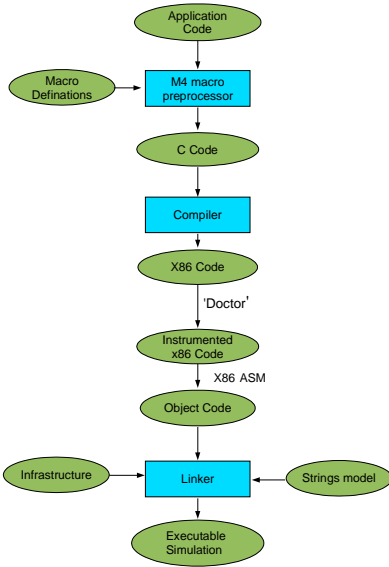 Application
Code
Macro
Definations
M4 macro
preprocessor
C Code
Compiler
X86 Code
'Doctor'
Instrumented
x86 Code
X86 ASM
Object Code
Infrastructure
Linker
Strings model
Executable
Simulation